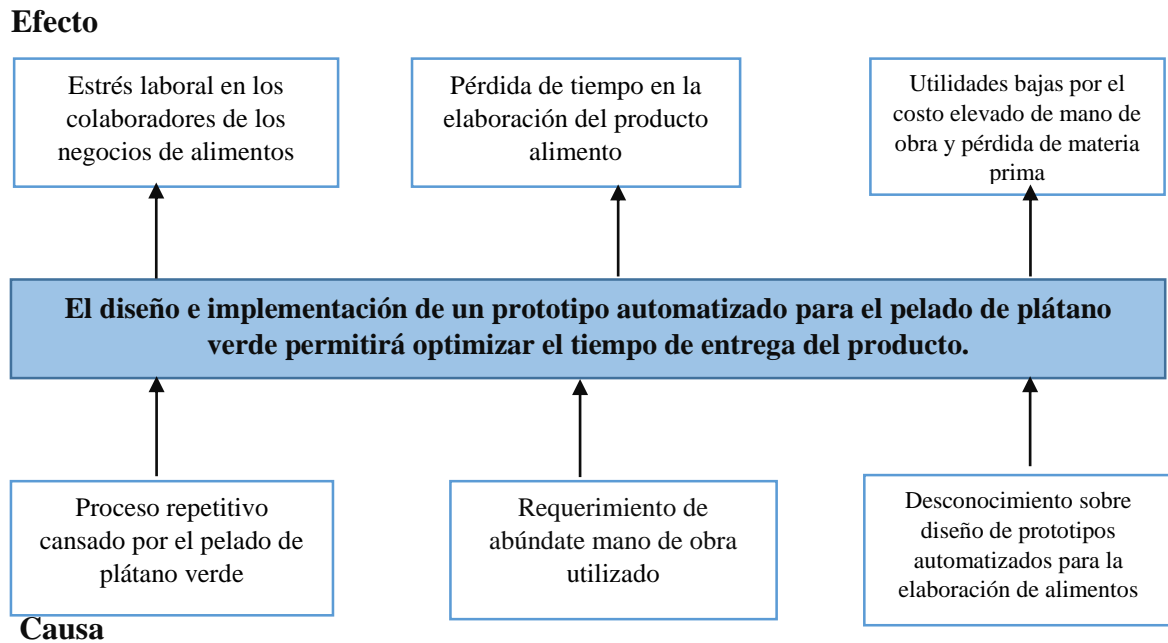 Efecto
Estrés laboral en los
colaboradores de los
negocios de alimentos
Pérdida de tiempo en la
elaboración del producto
alimento
Utilidades bajas por el
costo elevado de mano de
obra y pérdida de materia
prima
El diseño e implementación de un prototipo automatizado para el pelado de plátano
verde permitirá optimizar el tiempo de entrega del producto.
Proceso repetitivo
cansado por el pelado de
plátano verde
Requerimiento de
abúndate mano de obra
utilizado
Desconocimiento sobre
diseño de prototipos
automatizados para la
elaboración de alimentos
Causa